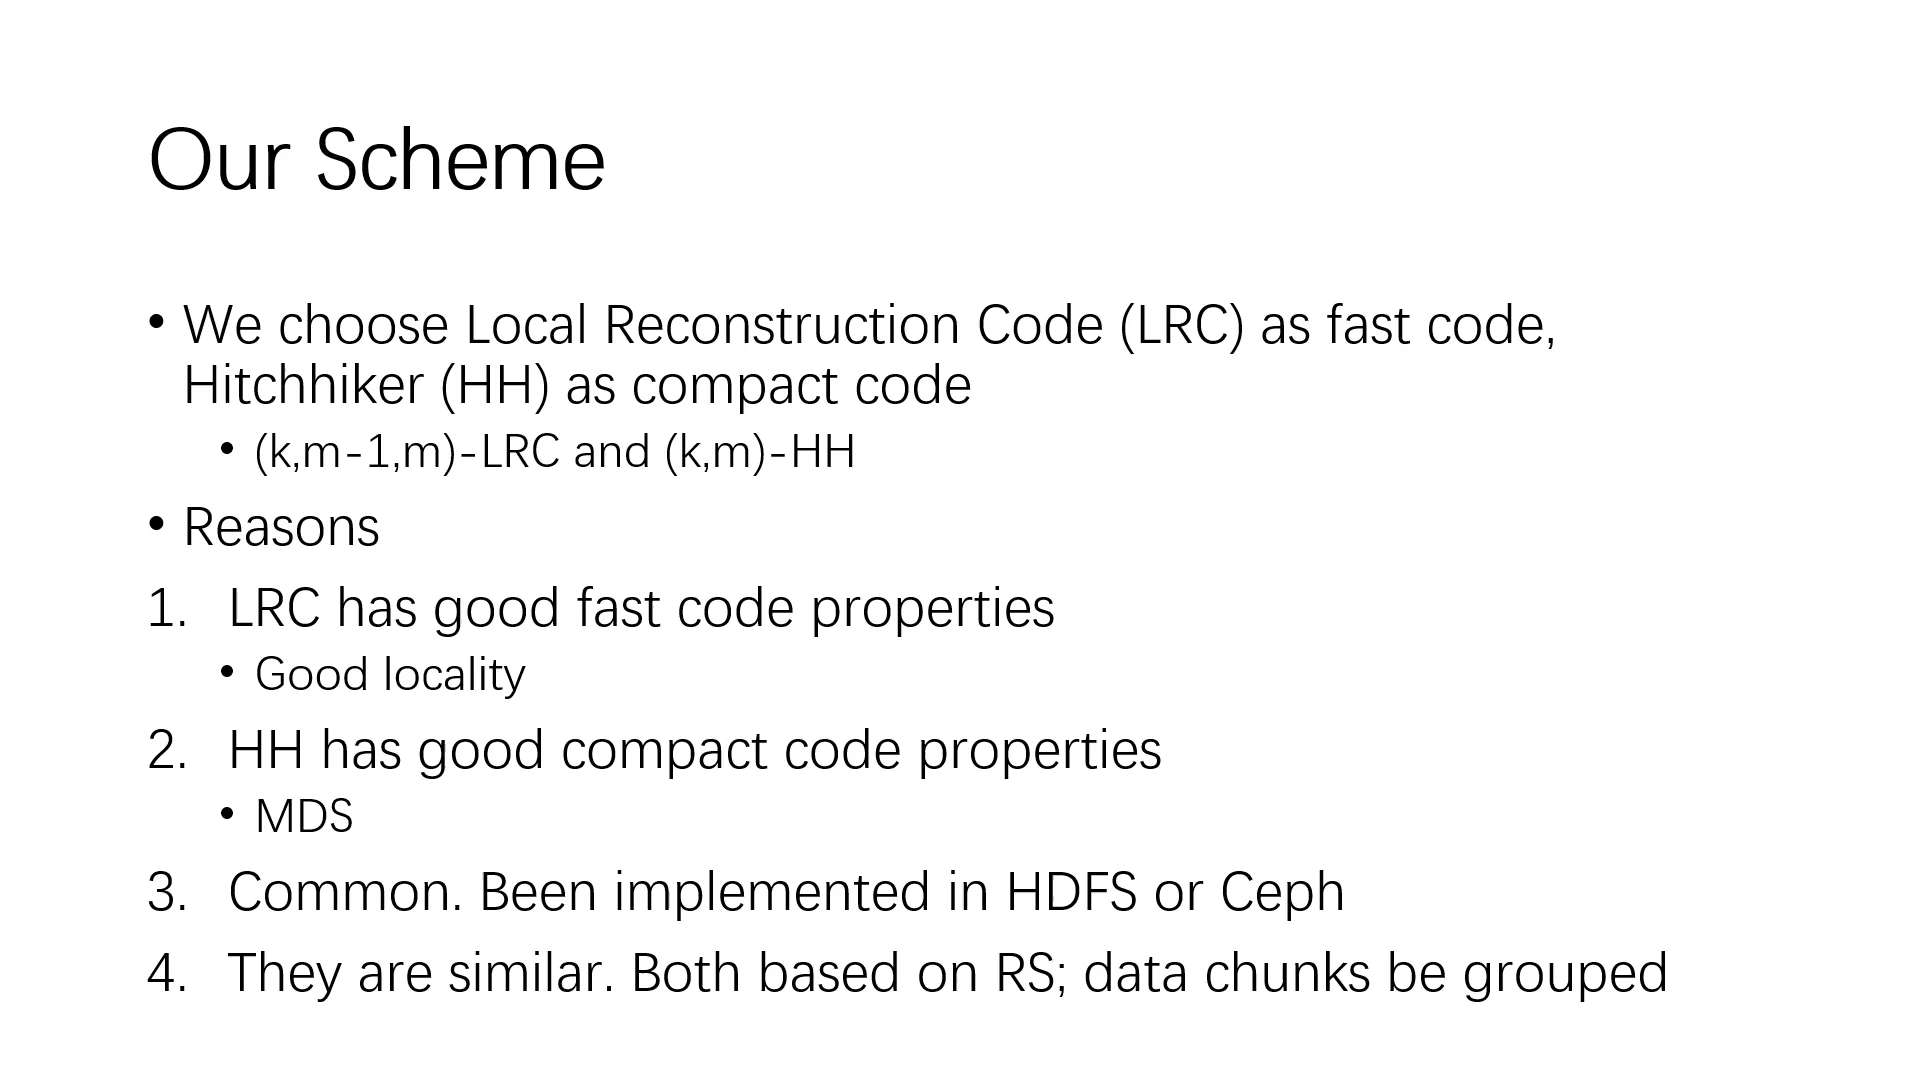 Our Scheme
• We choose Local Reconstruction Code (LRC) as fast code,
Hitchhiker (HH) as compact code
• (k,m-1,m)-LRC and (k,m)-HH
• Reasons
1. LRC has good fast code properties
• Good locality
2. HH has good compact code properties
• MDS
3. Common. Been implemented in HDFS or Ceph
4. They are similar. Both based on RS; data chunks be grouped